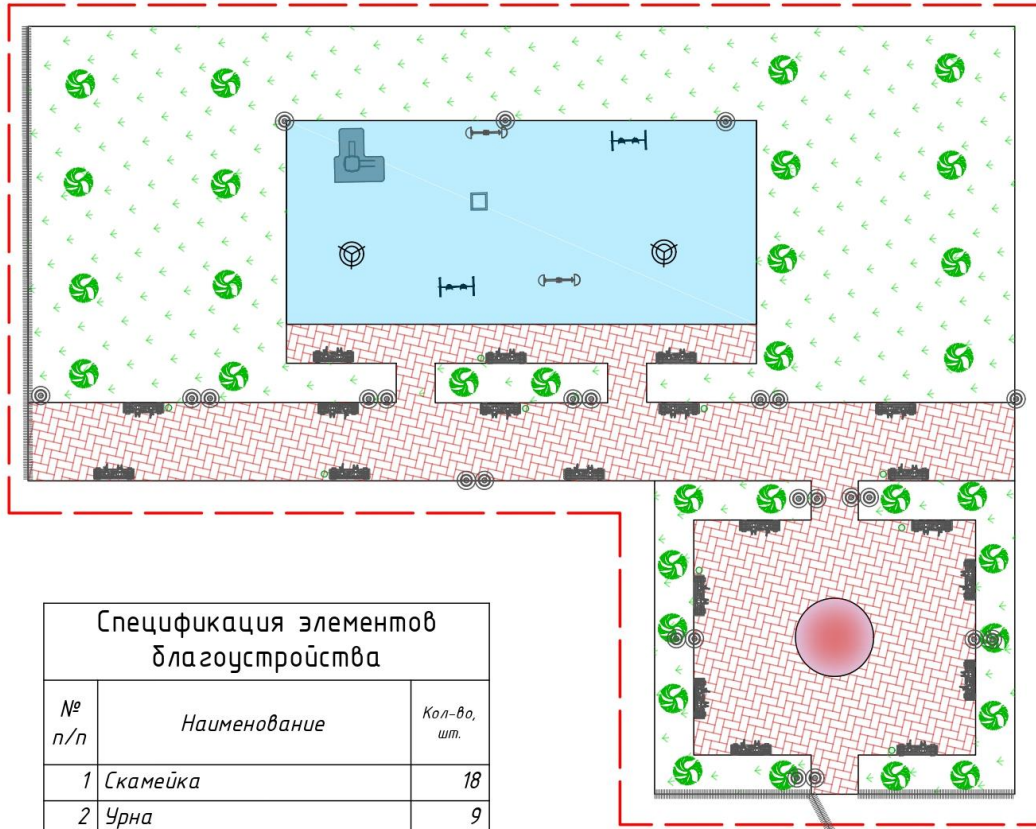 Спецификация элементов
благоустройства
№ п/п Наименование Кол-во, шт.
1 Скамейка 18
2 Урна 9